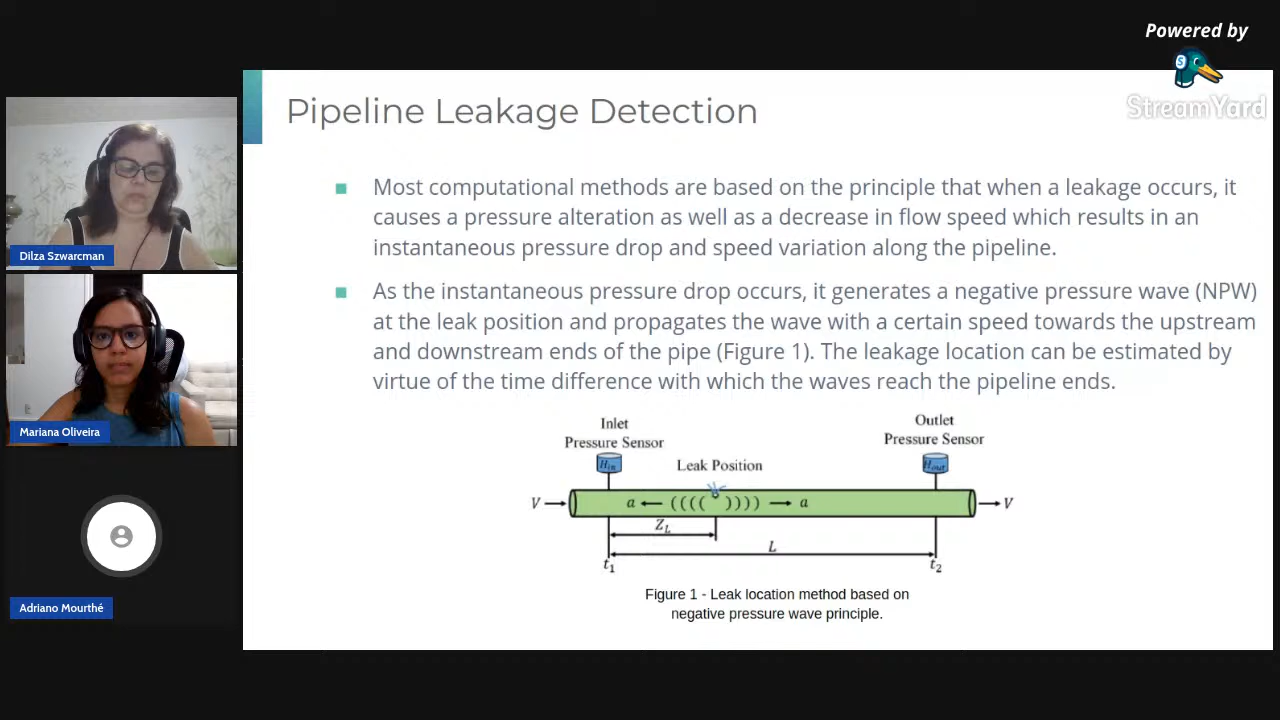 Powered by
S
StreamYard
Pipeline Leakage Detection
Most computational methods are based on the principle that when a leakage occurs, it
causes a pressure alteration as well as a decrease in flow speed which results in an
instantaneous pressure drop and speed variation along the pipeline.
As the instantaneous pressure drop occurs, it generates a negative pressure wave (NPW)
at the leak position and propagates the wave with a certain speed towards the upstream
and downstream ends of the pipe (Figure 1). The leakage location can be estimated by
virtue of the time difference with which the waves reach the pipeline ends.
Inlet
Pressure Sensor
Outlet
Pressure Sensor
H_in
Leak Position
H_out
V
a ← (((( )))) → a
V
Z_L
L
t_1
t_2
Figure 1 - Leak location method based on
negative pressure wave principle.
Dilza Szwarcman
Mariana Oliveira
Adriano Mourthé